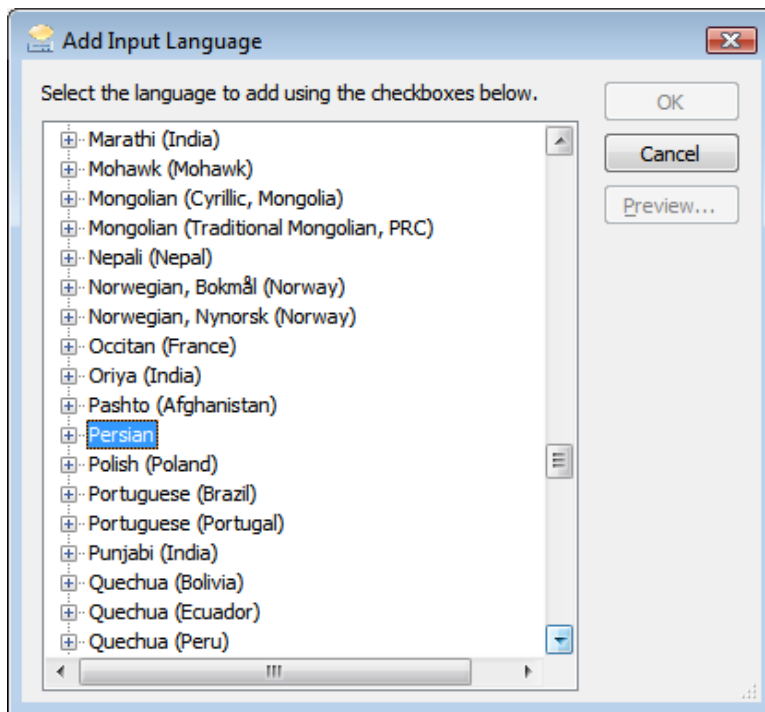 Add Input Language
Select the language to add using the checkboxes below.
OK
Cancel
Preview...
Marathi (India)
Mohawk (Mohawk)
Mongolian (Cyrillic, Mongolia)
Mongolian (Traditional Mongolian, PRC)
Nepali (Nepal)
Norwegian, Bokmål (Norway)
Norwegian, Nynorsk (Norway)
Occitan (France)
Oriya (India)
Pashto (Afghanistan)
Persian
Polish (Poland)
Portuguese (Brazil)
Portuguese (Portugal)
Punjabi (India)
Quechua (Bolivia)
Quechua (Ecuador)
Quechua (Peru)